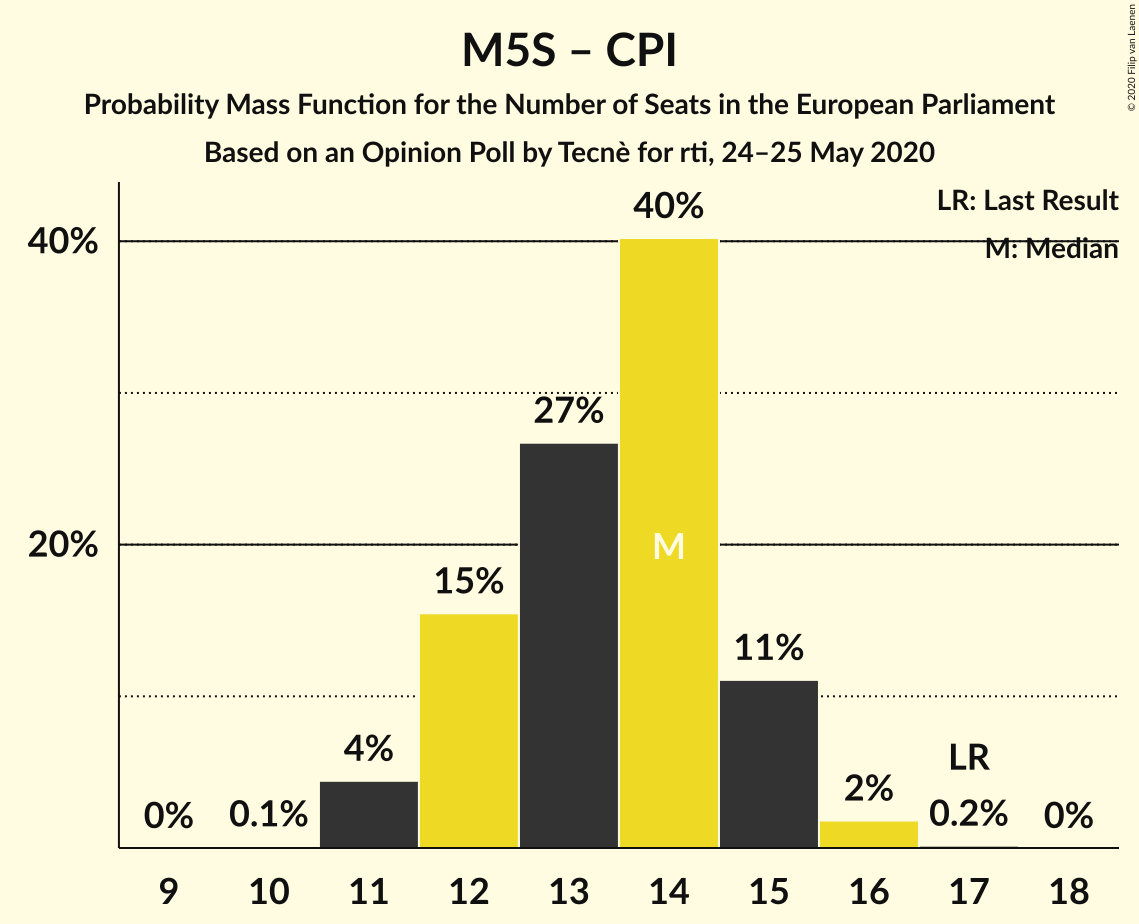 M5S – CPI
Probability Mass Function for the Number of Seats in the European Parliament
Based on an Opinion Poll by Tecnè for rti, 24–25 May 2020
© 2020 Filip van Laenen
LR: Last Result
M: Median
40%
20%
0%
0.1%
4%
15%
27%
40%
M
11%
2%
LR
0.2%
0%
9 10 11 12 13 14 15 16 17 18